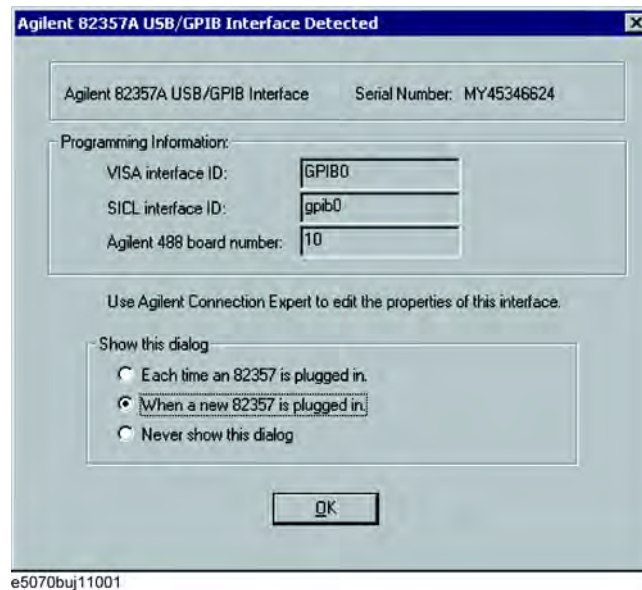 Agilent 82357A USB/GPIB Interface Detected
Agilent 82357A USB/GPIB Interface Serial Number: MY45346624
Programming Information:
VISA interface ID: GPIB0
SICL interface ID: gpib0
Agilent 488 board number: 10
Use Agilent Connection Expert to edit the properties of this interface.
Show this dialog
Each time an 82357 is plugged in.
When a new 82357 is plugged in.
Never show this dialog
OK
e5070buj11001